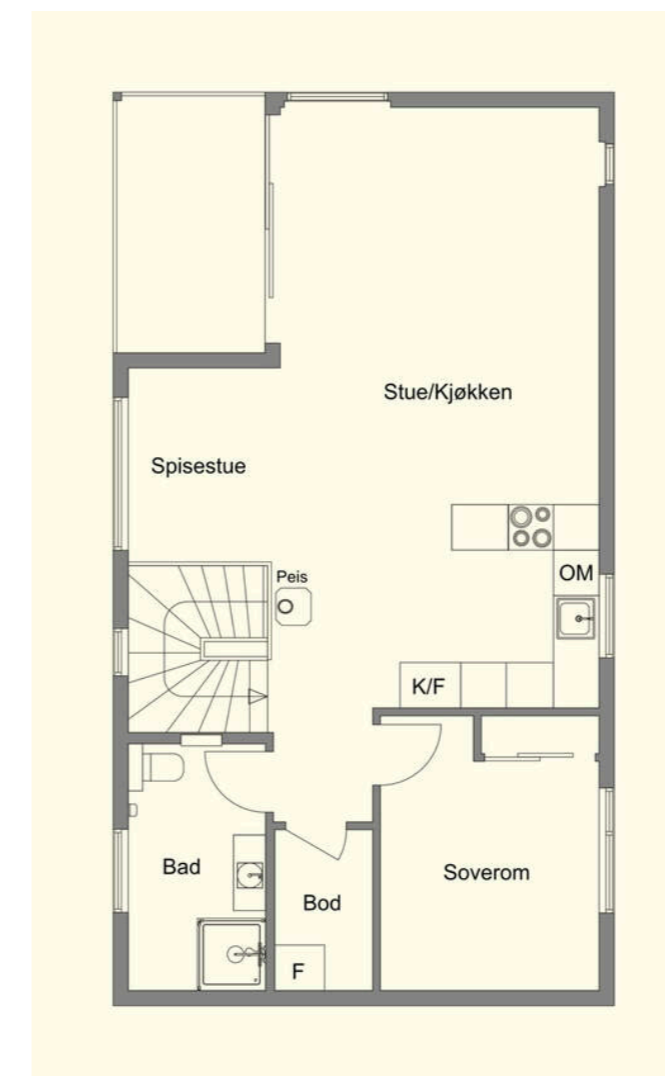 Stue/Kjøkken
Spisestue
Peis
OM
K/F
Bad
Soverom
Bod
F